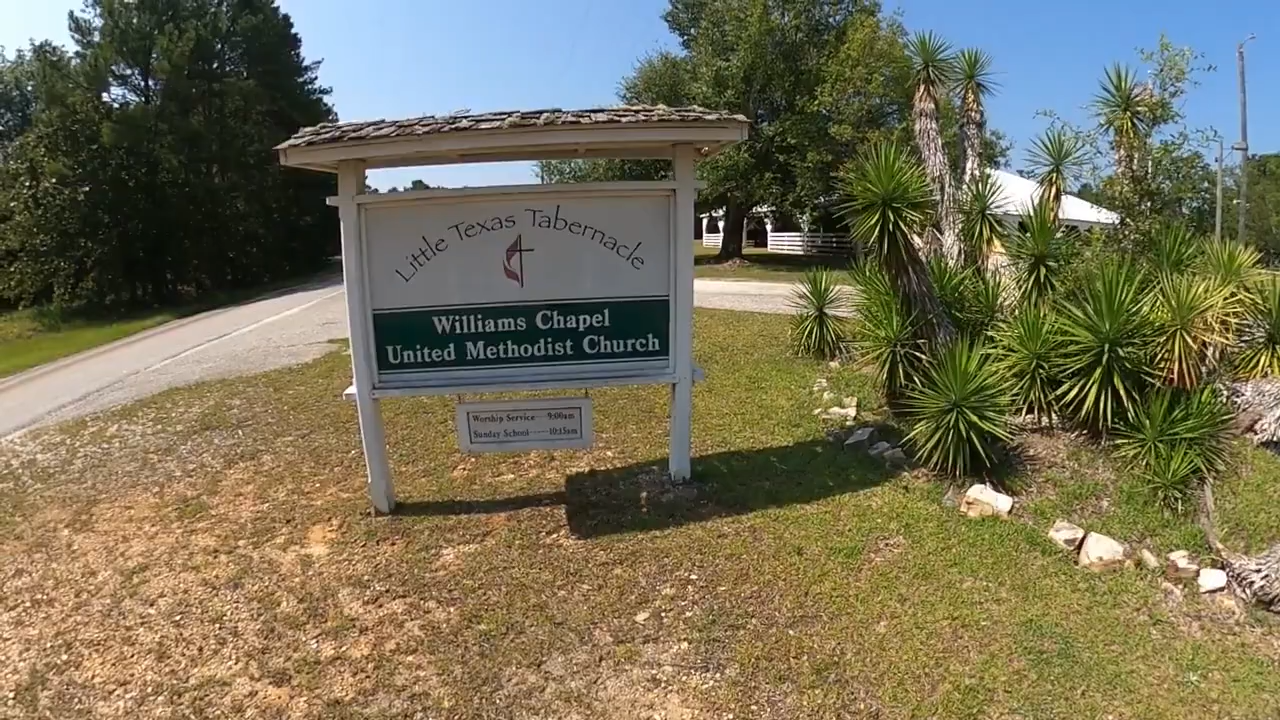 Little Texas Tabernacle
Williams Chapel
United Methodist Church
Worship Service 9:00am
Sunday School 10:15am